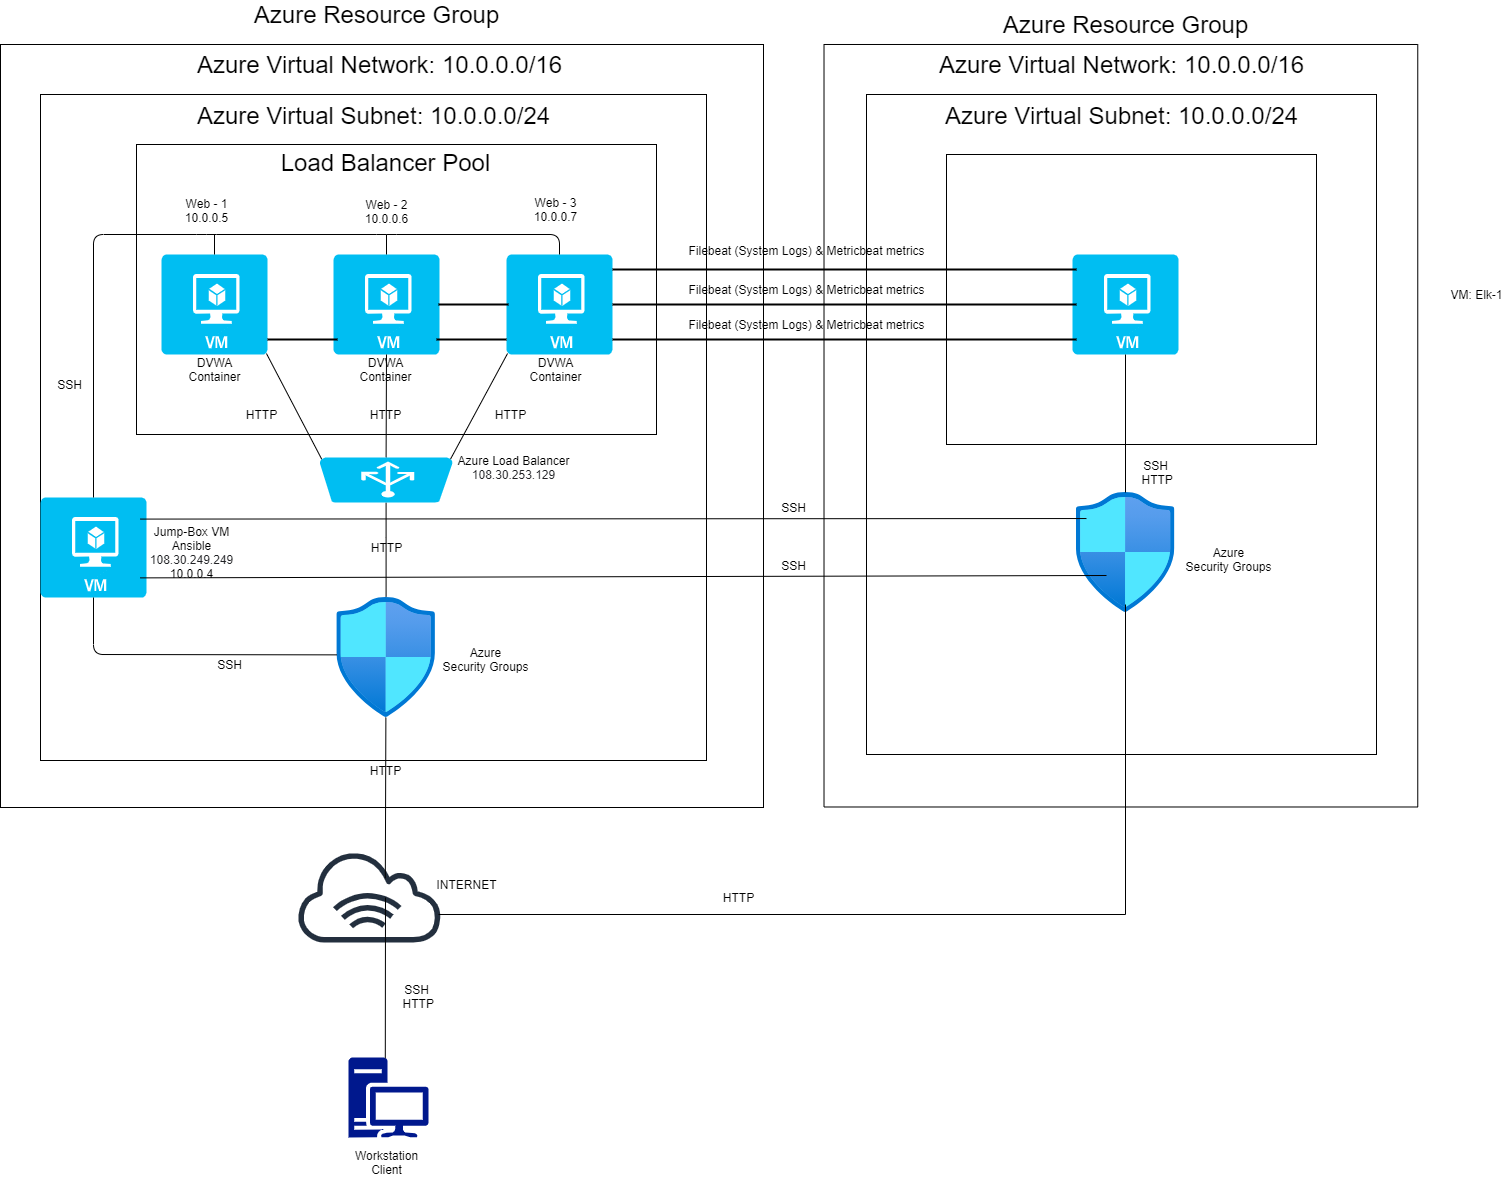 Azure Resource Group
Azure Resource Group
Azure Virtual Network: 10.0.0.0/16
Azure Virtual Network: 10.0.0.0/16
Azure Virtual Subnet: 10.0.0.0/24
Azure Virtual Subnet: 10.0.0.0/24
Load Balancer Pool
Web - 1
10.0.0.5
Web - 2
10.0.0.6
Web - 3
10.0.0.7
Filebeat (System Logs) & Metricbeat metrics
Filebeat (System Logs) & Metricbeat metrics
Filebeat (System Logs) & Metricbeat metrics
VM: Elk-1
VM
VM
VM
VM
DVWA
Container
DVWA
Container
DVWA
Container
SSH
HTTP
HTTP
HTTP
Azure Load Balancer
108.30.253.129
SSH
HTTP
SSH
Jump-Box VM
Ansible
108.30.249.249
10.0.0.4
VM
HTTP
Azure
Security Groups
SSH
SSH
Azure
Security Groups
HTTP
INTERNET
HTTP
SSH
HTTP
Workstation
Client